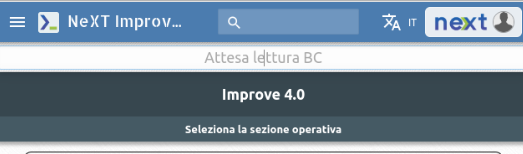 NeXT Improv... IT next
Attesa lettura BC
Improve 4.0
Seleziona la sezione operativa